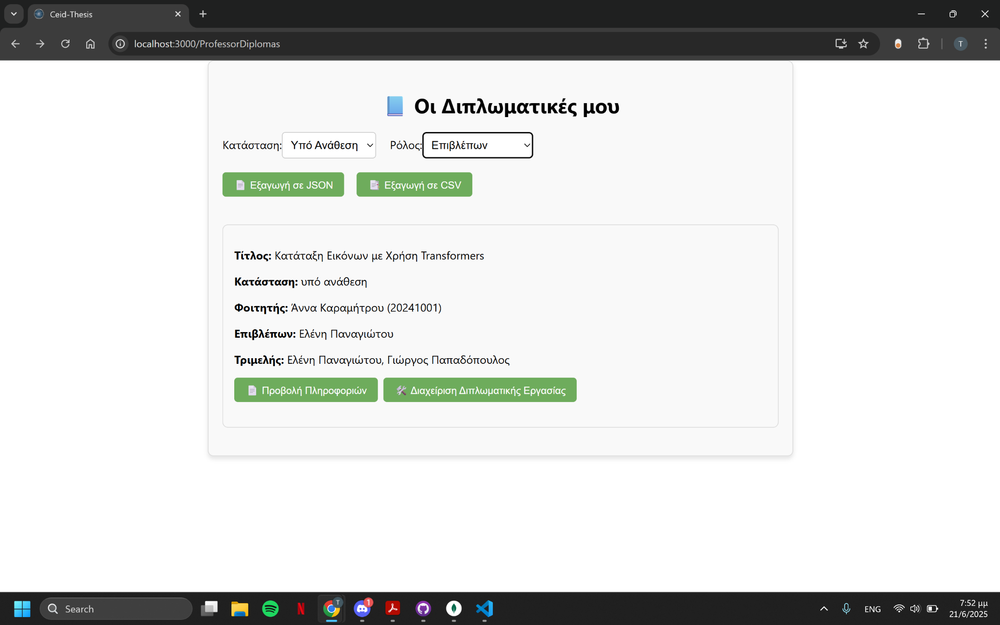 Ceid-Thesis
localhost:3000/ProfessorDiplomas
T
Οι Διπλωματικές μου
Κατάσταση: Υπό Ανάθεση Ρόλος: Επιβλέπων
Εξαγωγή σε JSON Εξαγωγή σε CSV
Τίτλος: Κατάταξη Εικόνων με Χρήση Transformers
Κατάσταση: υπό ανάθεση
Φοιτητής: Άννα Καραμήτρου (20241001)
Επιβλέπων: Ελένη Παναγιώτου
Τριμελής: Ελένη Παναγιώτου, Γιώργος Παπαδόπουλος
Προβολή Πληροφοριών Διαχείριση Διπλωματικής Εργασίας
Search
N
T
1
ENG
7:52 μμ
21/6/2025